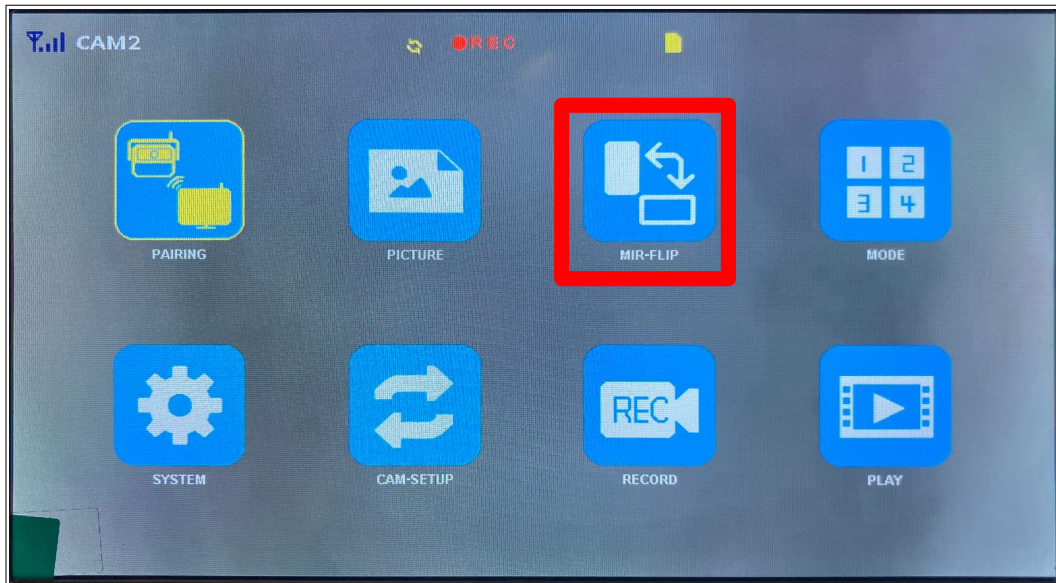 CAM2
REC
PAIRING
PICTURE
MIR-FLIP
1 2
3 4
MODE
SYSTEM
CAM-SETUP
REC
RECORD
PLAY